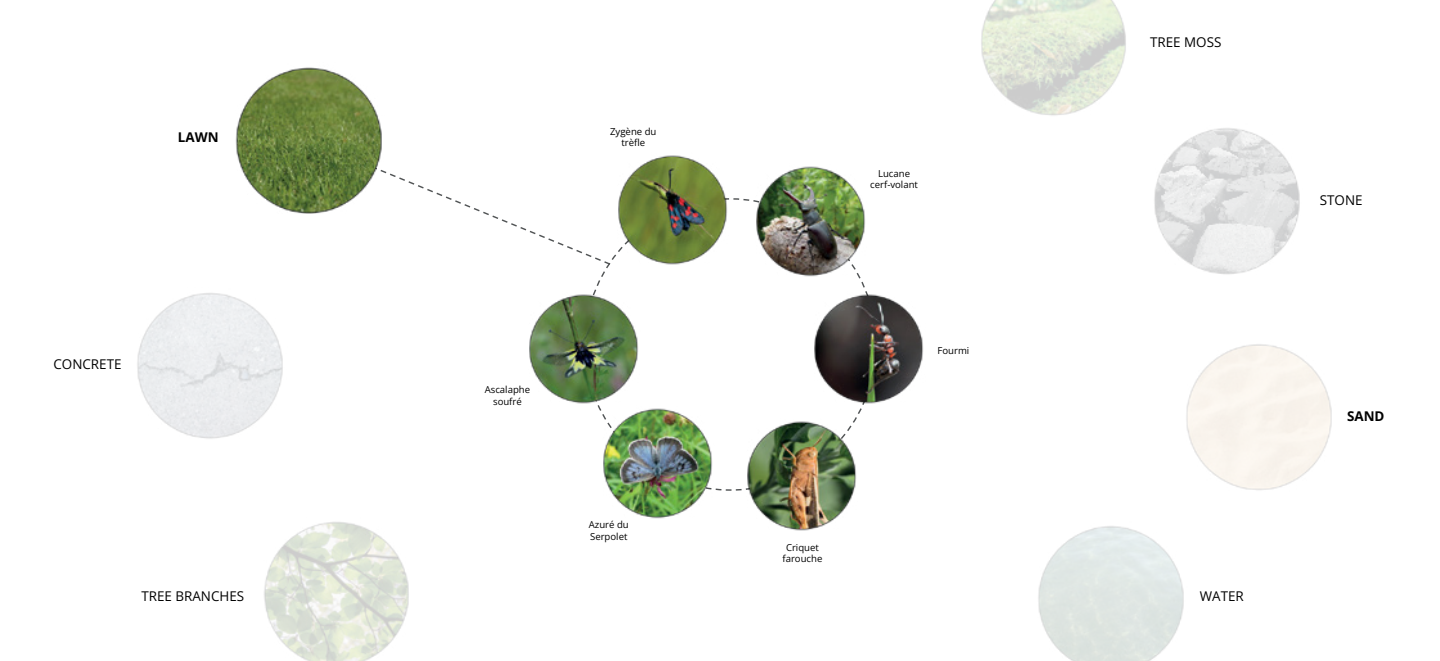 TREE MOSS
LAWN
Zygène du
trèfle
Lucane
cerf-volant
STONE
Fourmi
CONCRETE
Ascalaphe
soufré
SAND
Azuré du
Serpolet
Criquet
farouche
TREE BRANCHES
WATER